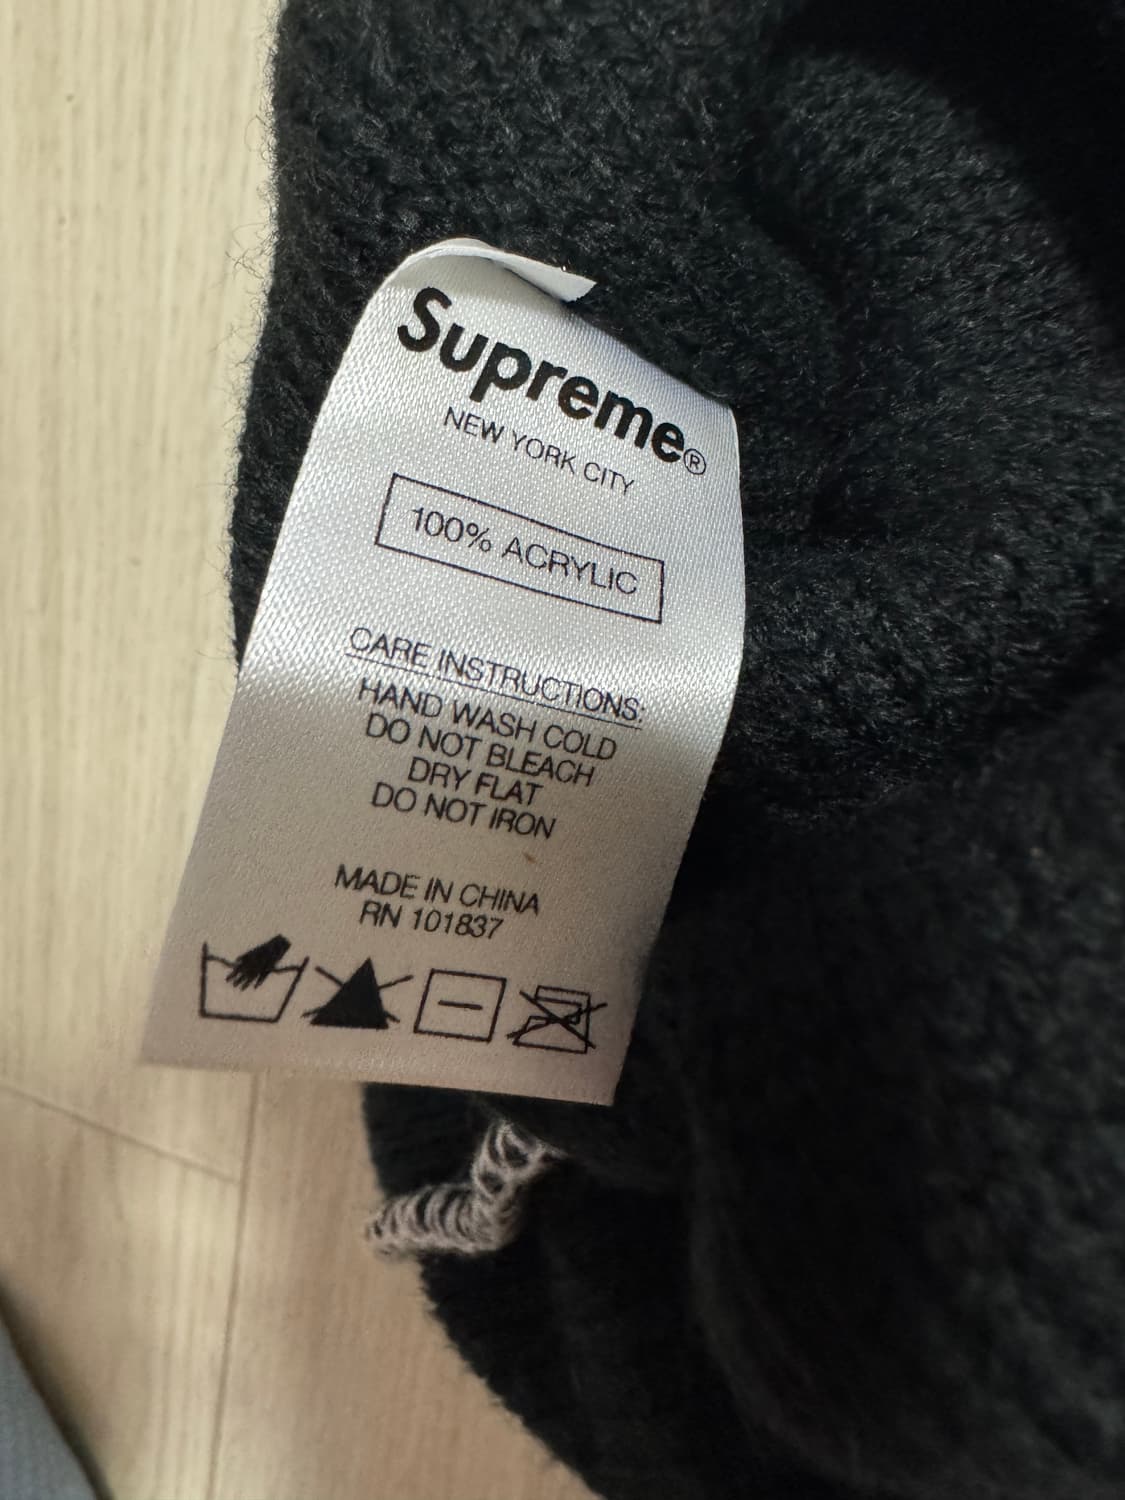 Supreme®
NEW YORK CITY
100% ACRYLIC
CARE INSTRUCTIONS:
HAND WASH COLD
DO NOT BLEACH
DRY FLAT
DO NOT IRON
MADE IN CHINA
RN 101837